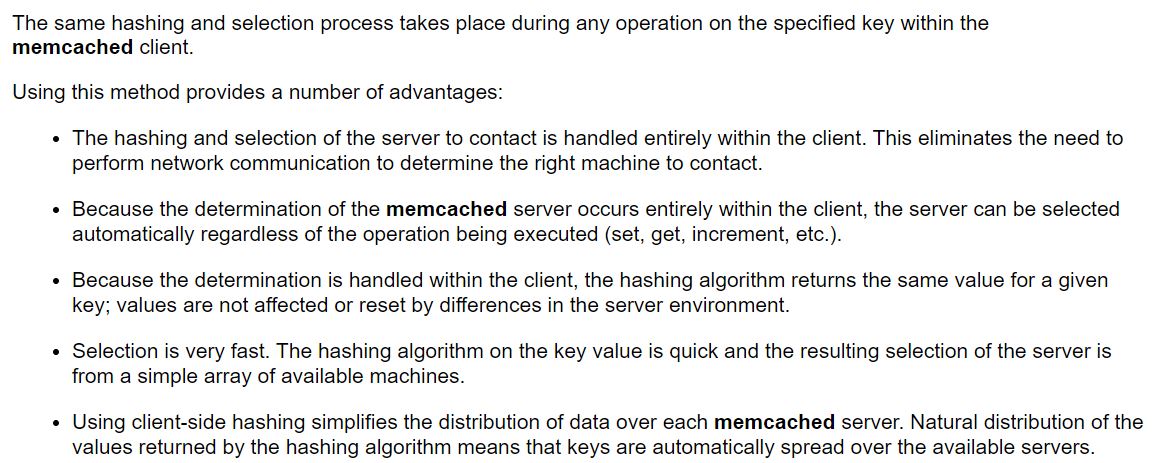 The same hashing and selection process takes place during any operation on the specified key within the
memcached client.
Using this method provides a number of advantages:
• The hashing and selection of the server to contact is handled entirely within the client. This eliminates the need to
perform network communication to determine the right machine to contact.
• Because the determination of the memcached server occurs entirely within the client, the server can be selected
automatically regardless of the operation being executed (set, get, increment, etc.).
• Because the determination is handled within the client, the hashing algorithm returns the same value for a given
key; values are not affected or reset by differences in the server environment.
• Selection is very fast. The hashing algorithm on the key value is quick and the resulting selection of the server is
from a simple array of available machines.
• Using client-side hashing simplifies the distribution of data over each memcached server. Natural distribution of the
values returned by the hashing algorithm means that keys are automatically spread over the available servers.